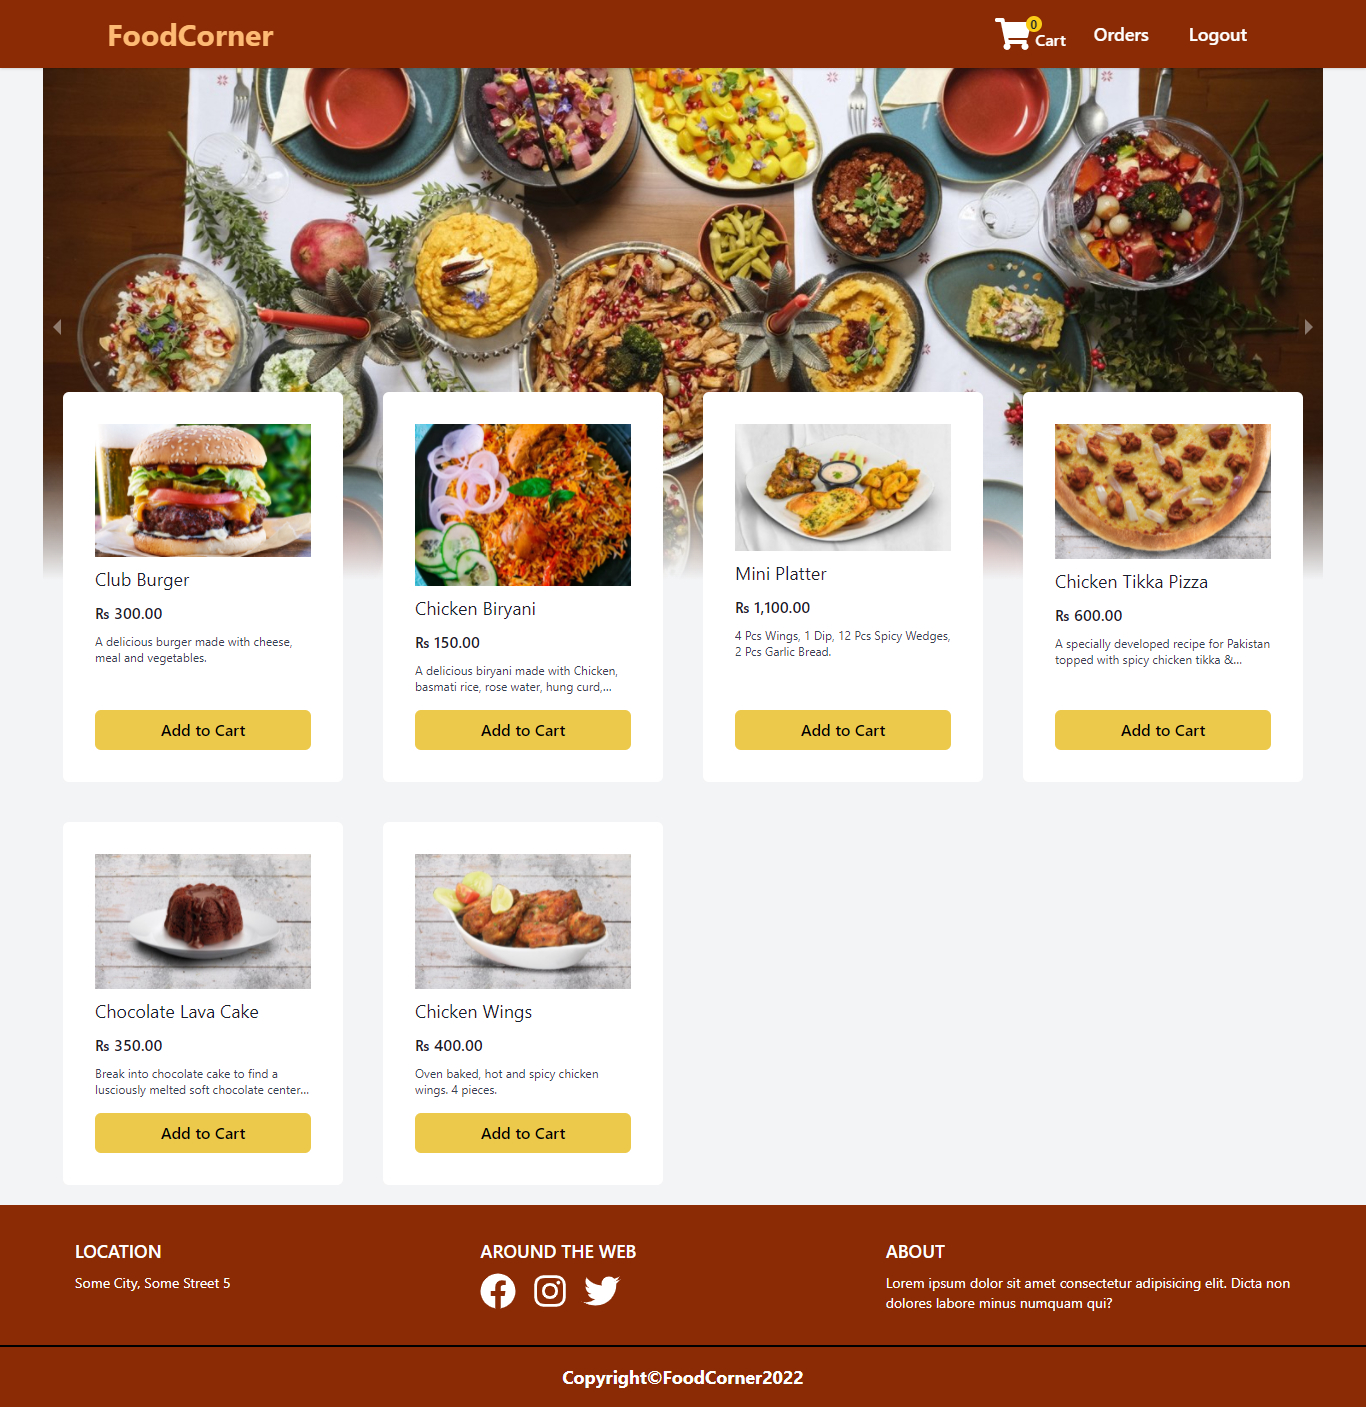 FoodCorner
0
Cart
Orders
Logout
Club Burger
Rs 300.00
A delicious burger made with cheese,
meal and vegetables.
Add to Cart
Chicken Biryani
Rs 150.00
A delicious biryani made with Chicken,
basmati rice, rose water, hung curd,...
Add to Cart
Mini Platter
Rs 1,100.00
4 Pcs Wings, 1 Dip, 12 Pcs Spicy Wedges,
2 Pcs Garlic Bread.
Add to Cart
Chicken Tikka Pizza
Rs 600.00
A specially developed recipe for Pakistan
topped with spicy chicken tikka &...
Add to Cart
Chocolate Lava Cake
Rs 350.00
Break into chocolate cake to find a
lusciously melted soft chocolate center...
Add to Cart
Chicken Wings
Rs 400.00
Oven baked, hot and spicy chicken
wings. 4 pieces.
Add to Cart
LOCATION
Some City, Some Street 5
AROUND THE WEB
ABOUT
Lorem ipsum dolor sit amet consectetur adipisicing elit. Dicta non
dolores labore minus numquam qui?
Copyright©FoodCorner2022